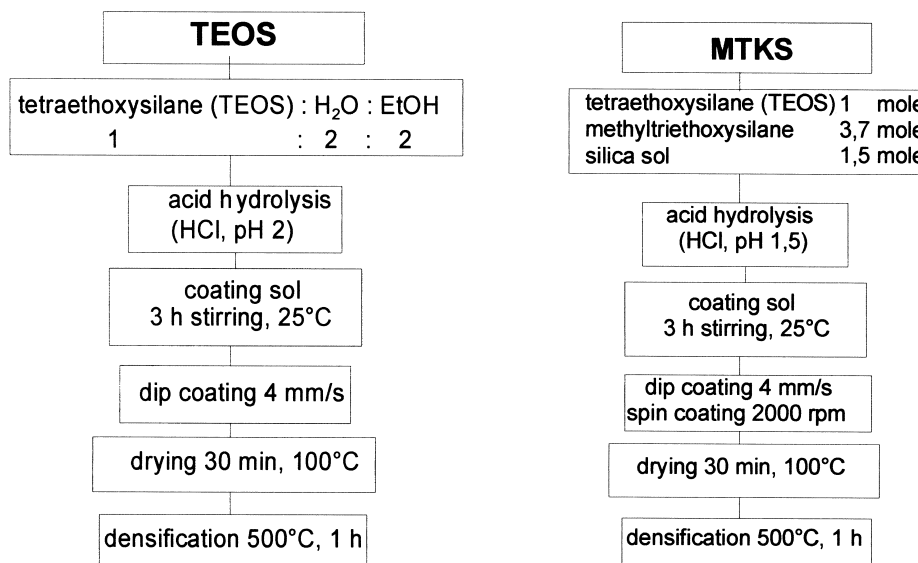 TEOS
tetraethoxysilane (TEOS) : H₂O : EtOH
1 : 2 : 2
acid hydrolysis
(HCl, pH 2)
coating sol
3 h stirring, 25°C
dip coating 4 mm/s
drying 30 min, 100°C
densification 500°C, 1 h
MTKS
tetraethoxysilane (TEOS) 1 mole
methyltriethoxysilane 3,7 mole
silica sol 1,5 mole
acid hydrolysis
(HCl, pH 1,5)
coating sol
3 h stirring, 25°C
dip coating 4 mm/s
spin coating 2000 rpm
drying 30 min, 100°C
densification 500°C, 1 h